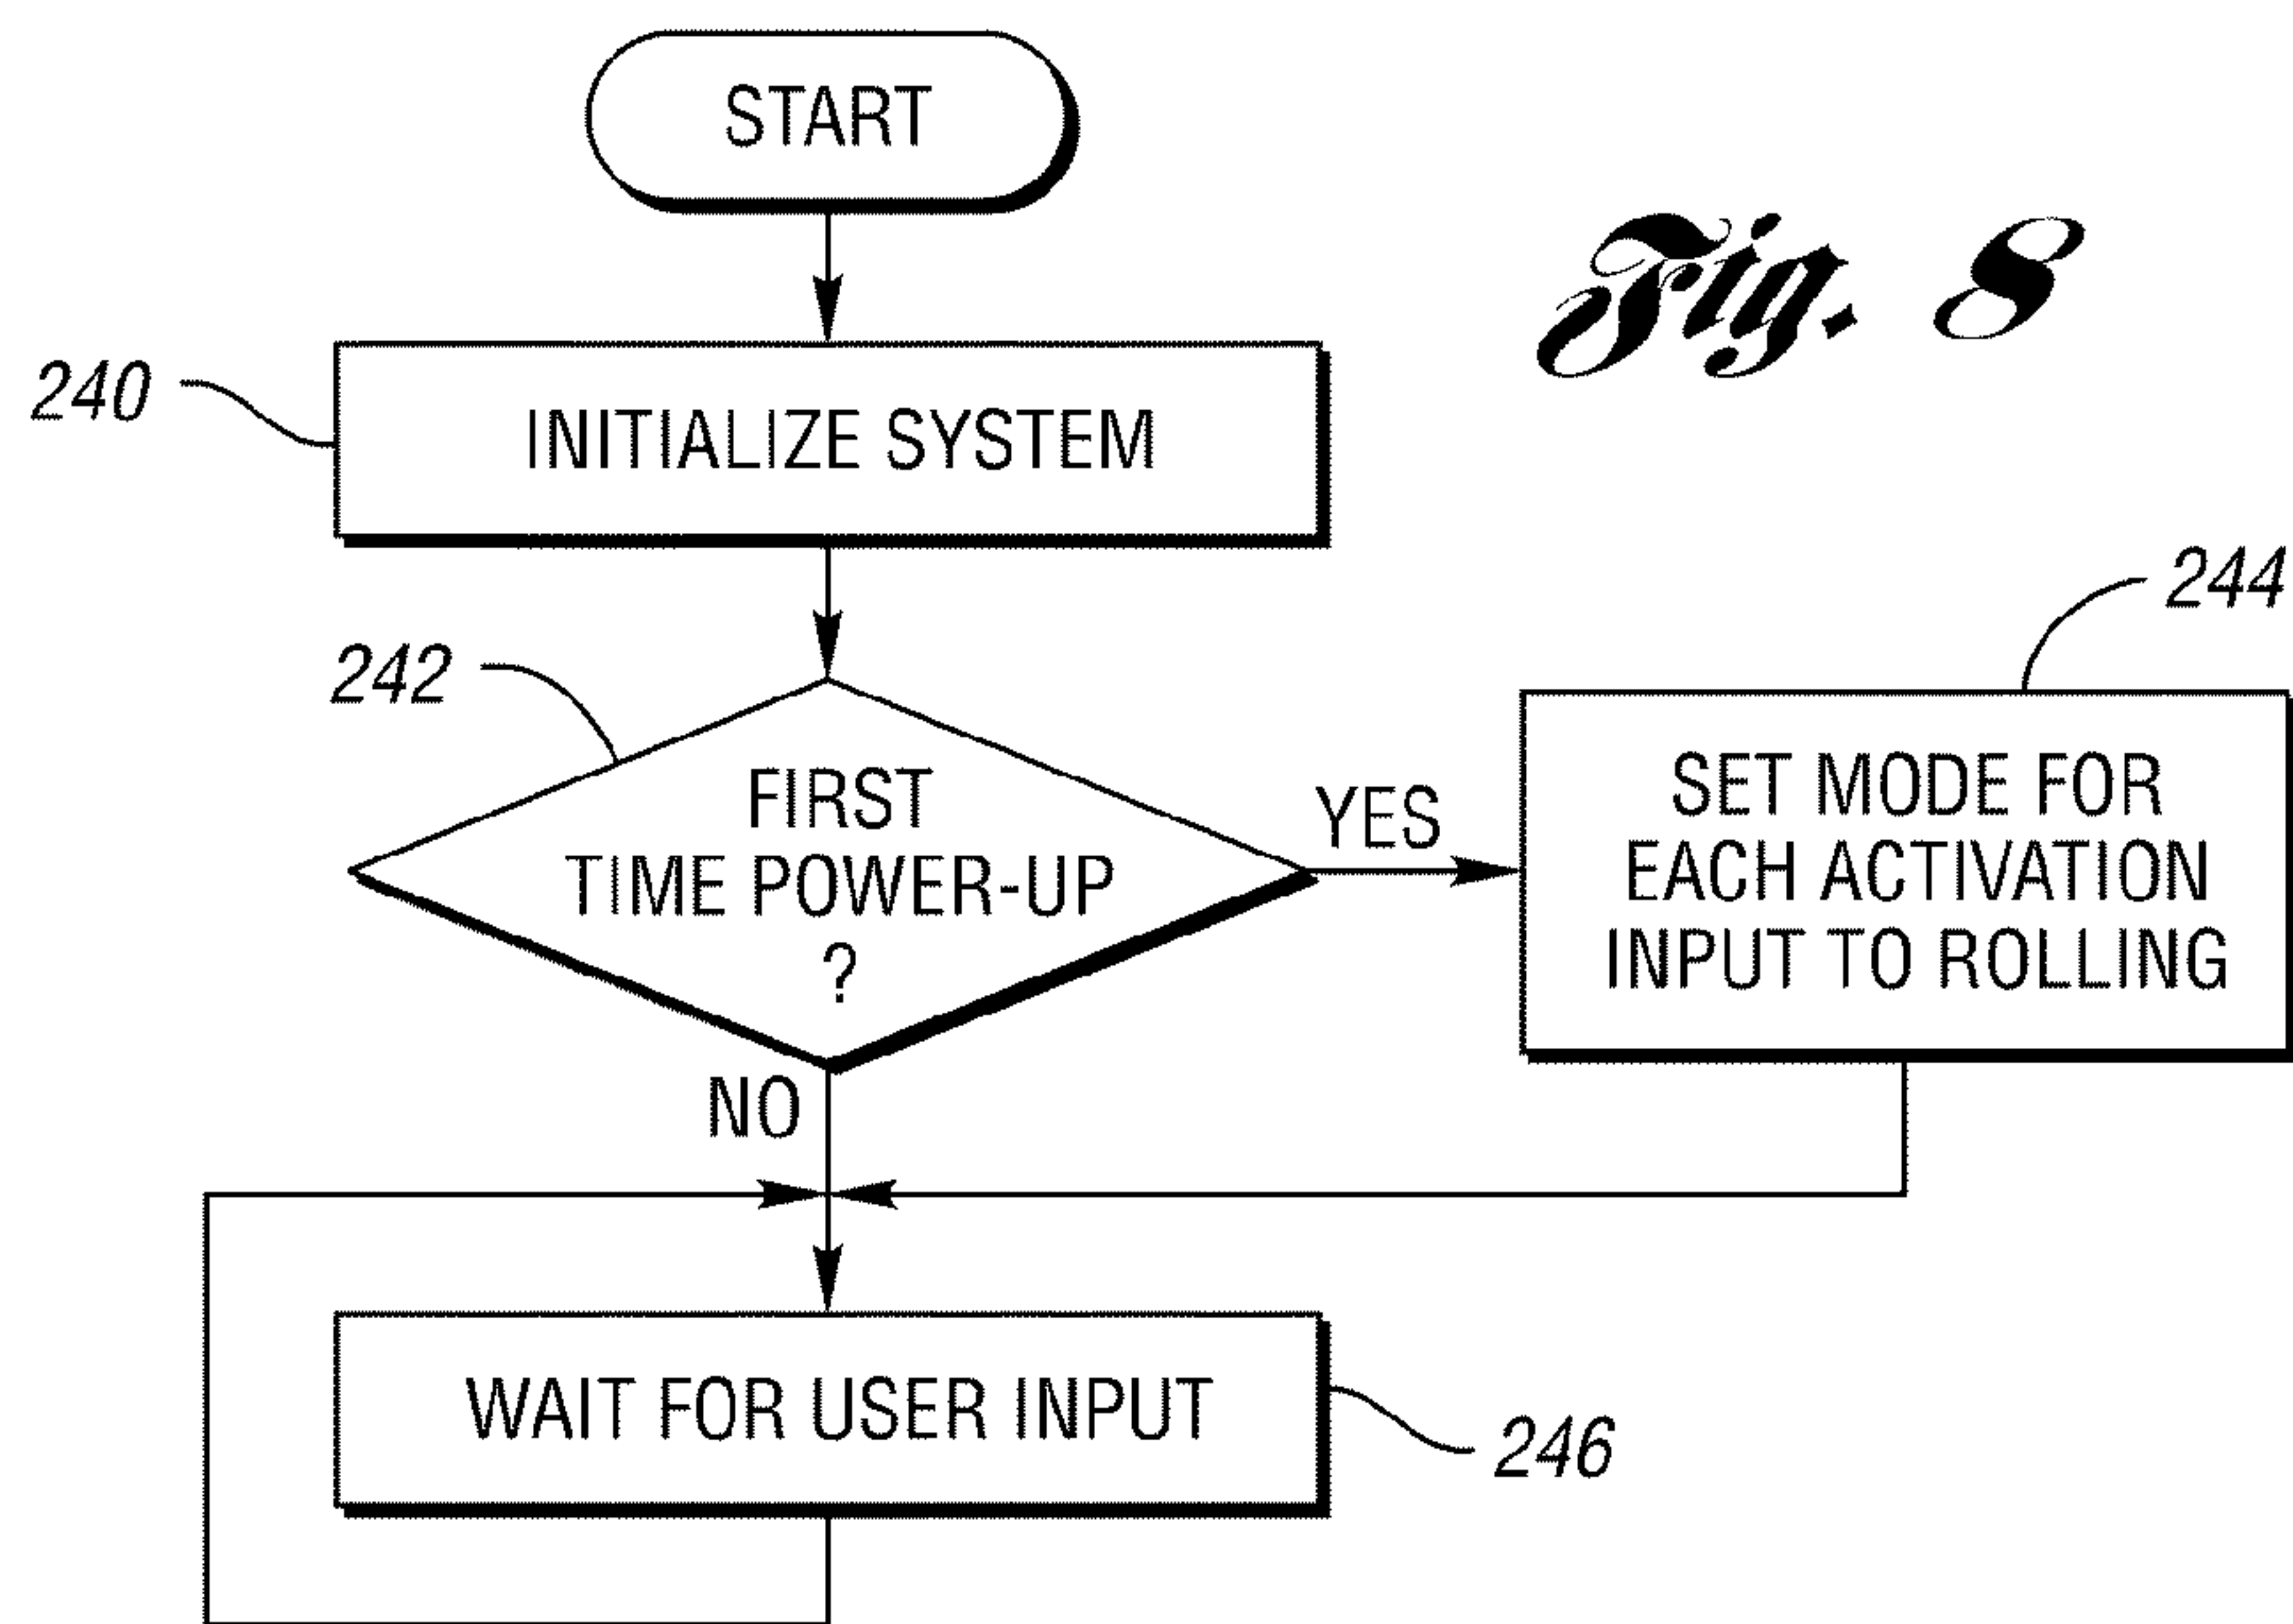 START
Fig. 8
240
INITIALIZE SYSTEM
244
242
FIRST
TIME POWER-UP
?
YES
SET MODE FOR
EACH ACTIVATION
INPUT TO ROLLING
NO
WAIT FOR USER INPUT
246